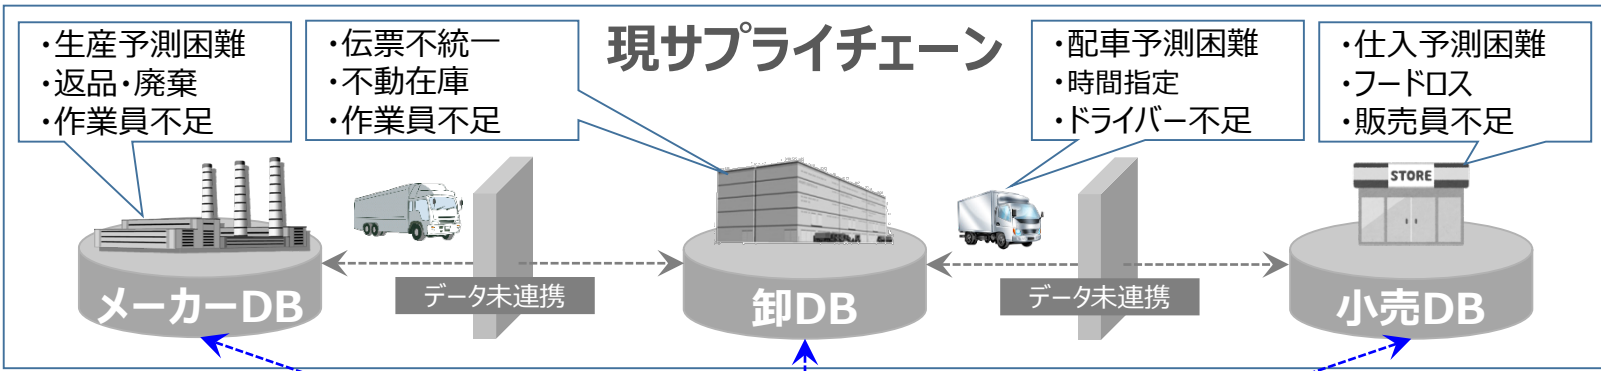 現サプライチェーン
・生産予測困難
・返品・廃棄
・作業員不足
・伝票不統一
・不動在庫
・作業員不足
・配車予測困難
・時間指定
・ドライバー不足
・仕入予測困難
・フードロス
・販売員不足
STORE
メーカーDB
データ未連携
卸DB
データ未連携
小売DB